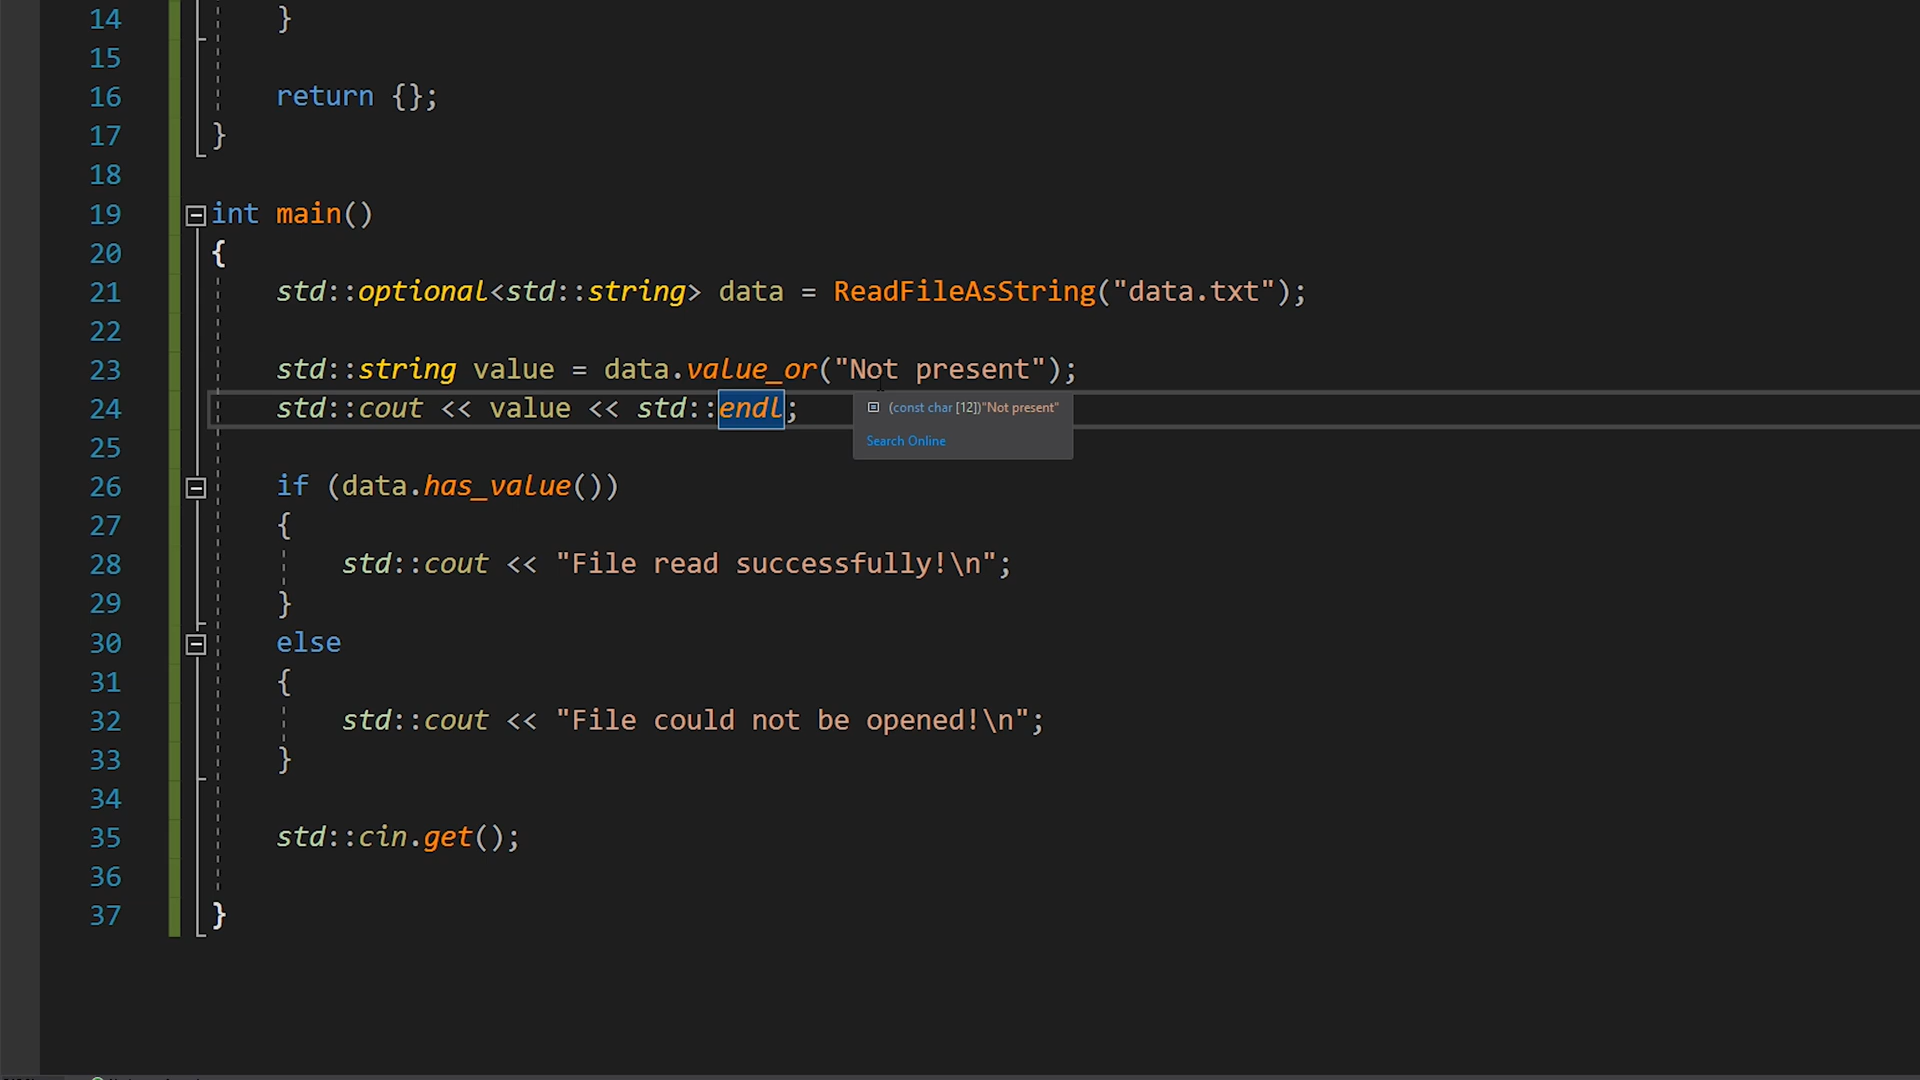 14 }
15
16 return {};
17 }
18
19 int main()
20 {
21 std::optional<std::string> data = ReadFileAsString("data.txt");
22
23 std::string value = data.value_or("Not present");
24 std::cout << value << std::endl;
(const char [12])"Not present"
Search Online
25
26 if (data.has_value())
27 {
28 std::cout << "File read successfully!\n";
29 }
30 else
31 {
32 std::cout << "File could not be opened!\n";
33 }
34
35 std::cin.get();
36
37 }